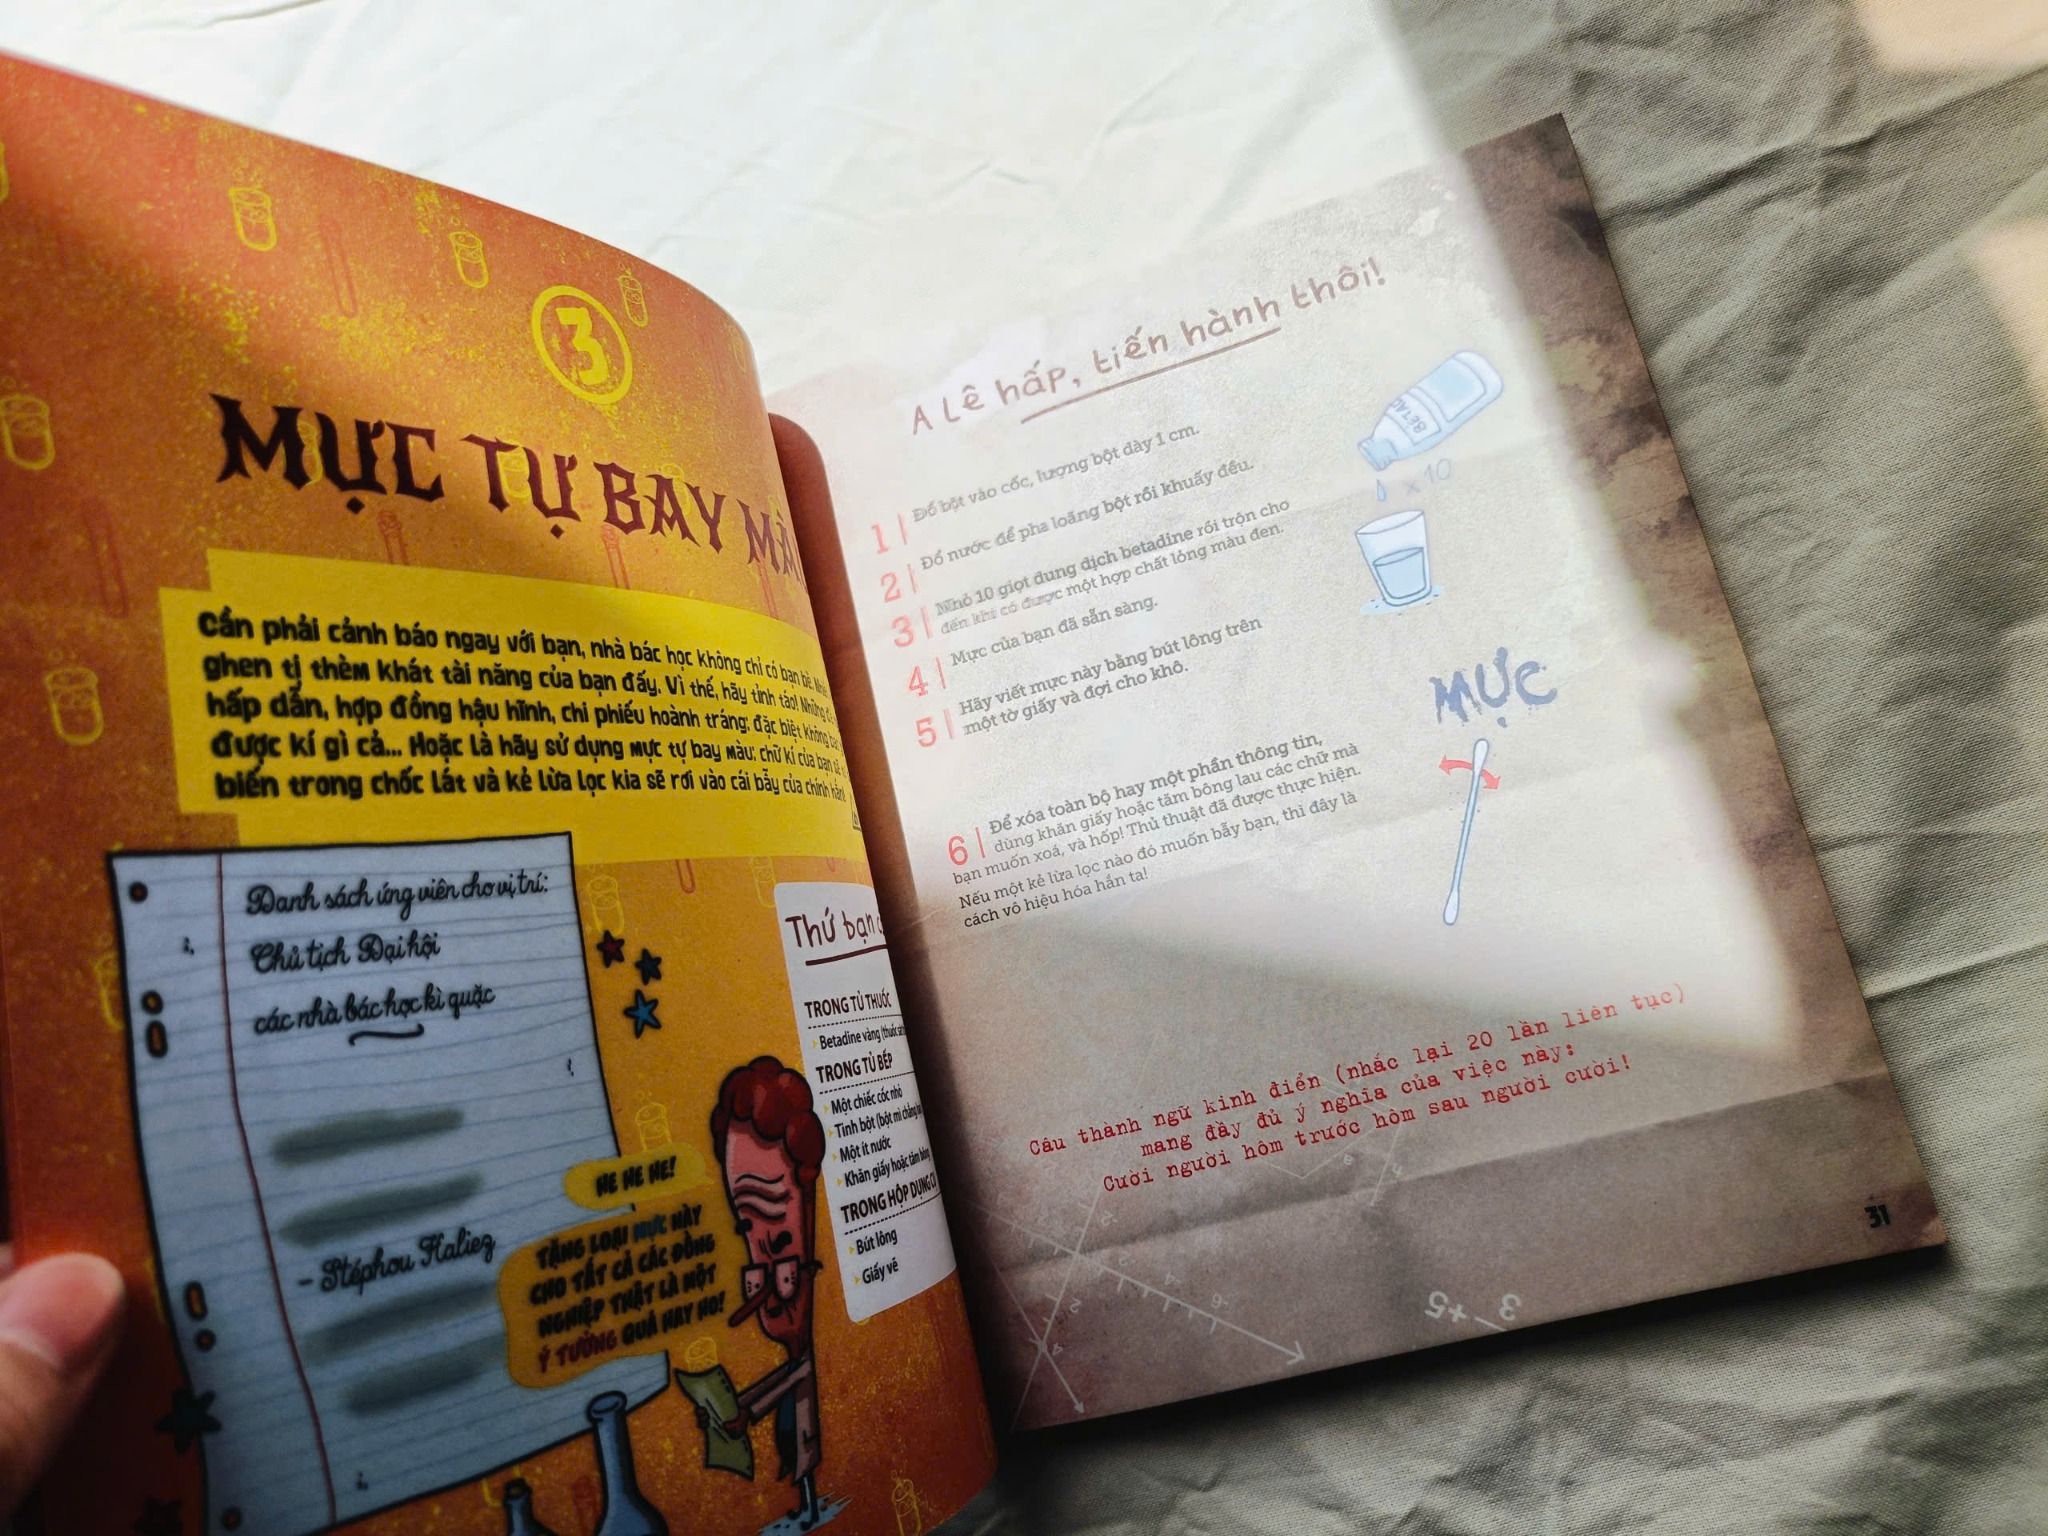 3
MỰC TỰ BAY
Cần phải cảnh báo ngay với bạn, nhà bác học không chỉ có bạn bè.
ghen tị thèm khát tài năng của bạn đấy. Vì thế, hãy tỉnh táo! Những
hấp dẫn, hợp đồng hậu hĩnh, chi phiếu hoành tráng: đặc biệt không
được kí gì cả... Hoặc là hãy sử dụng mực tự bay màu: chữ kí của bạn sẽ
biến trong chốc lát và kẻ lừa lọc kia sẽ rơi vào cái bẫy của chính hắn!
Danh sách ứng viên cho vị trí:
Chủ tịch Đại hội
các nhà bác học kì quặc
- Stéphou Haliez
HE HE HE!
TẶNG LOẠI MỰC NÀY
CHO TẤT CẢ CÁC ĐỒNG
NGHIỆP THẬT LÀ MỘT
Ý TƯỞNG QUÁ HAY HO!
Thứ bạn
TRONG TỦ THUỐC
Betadine vàng (thuốc
TRONG TỦ BẾP
Một chiếc cốc nhỏ
Tinh bột (bột mì chẳng
Một ít nước
Khăn giấy hoặc tăm bông
TRONG HỘP DỤNG
Bút lông
Giấy vẽ
A lê hấp, tiến hành thôi!
1 | Đổ bột vào cốc, lượng bột dày 1 cm.
2 | Đổ nước để pha loãng bột rồi khuấy đều.
3 | Nhỏ 10 giọt dung dịch betadine rồi trộn cho
đến khi có được một hợp chất lỏng màu đen.
4 | Mực của bạn đã sẵn sàng.
5 | Hãy viết mực này bằng bút lông trên
một tờ giấy và đợi cho khô.
6 | Để xóa toàn bộ hay một phần thông tin,
dùng khăn giấy hoặc tăm bông lau các chữ mà
bạn muốn xoá, và hốp! Thủ thuật đã được thực hiện.
Nếu một kẻ lừa lọc nào đó muốn bẫy bạn, thì đây là
cách vô hiệu hóa hắn ta!
BÉTAD
x 10
MỰC
Câu thành ngữ kinh điển (nhắc lại 20 lần liên tục)
mang đầy đủ ý nghĩa của việc này:
Cười người hôm trước hôm sau người cười!
31